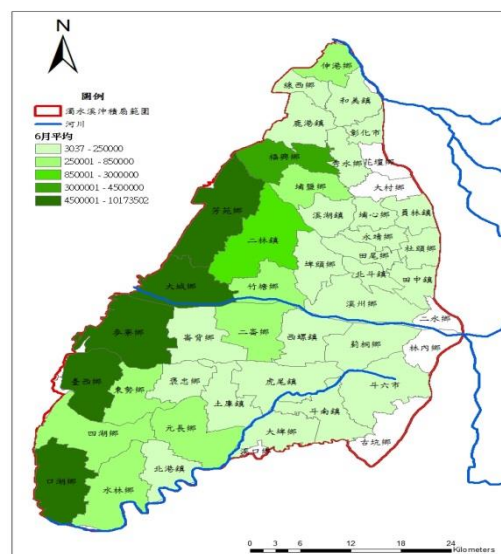 N
圖例
濁水溪沖積扇範圍
河川
6月平均
3037 - 250000
250001 - 850000
850001 - 3000000
3000001 - 4500000
4500001 - 10173502
伸港鄉
線西鄉
和美鎮
鹿港鎮
彰化市
福興鄉
秀水鄉
花壇鄉
埔鹽鄉
大村鄉
芳苑鄉
溪湖鎮
埔心鄉
員林鎮
二林鎮
永靖鄉
社頭鄉
埤頭鄉
田尾鄉
北斗鎮
田中鎮
大城鄉
竹塘鄉
溪州鄉
二水鄉
麥寮鄉
崙背鄉
二崙鄉
西螺鎮
莿桐鄉
林內鄉
臺西鄉
東勢鄉
褒忠鄉
虎尾鎮
斗六市
土庫鎮
斗南鎮
四湖鄉
元長鄉
大埤鄉
古坑鄉
溪口鄉
口湖鄉
水林鄉
北港鎮
0 3 6 12 18 24
Kilometers